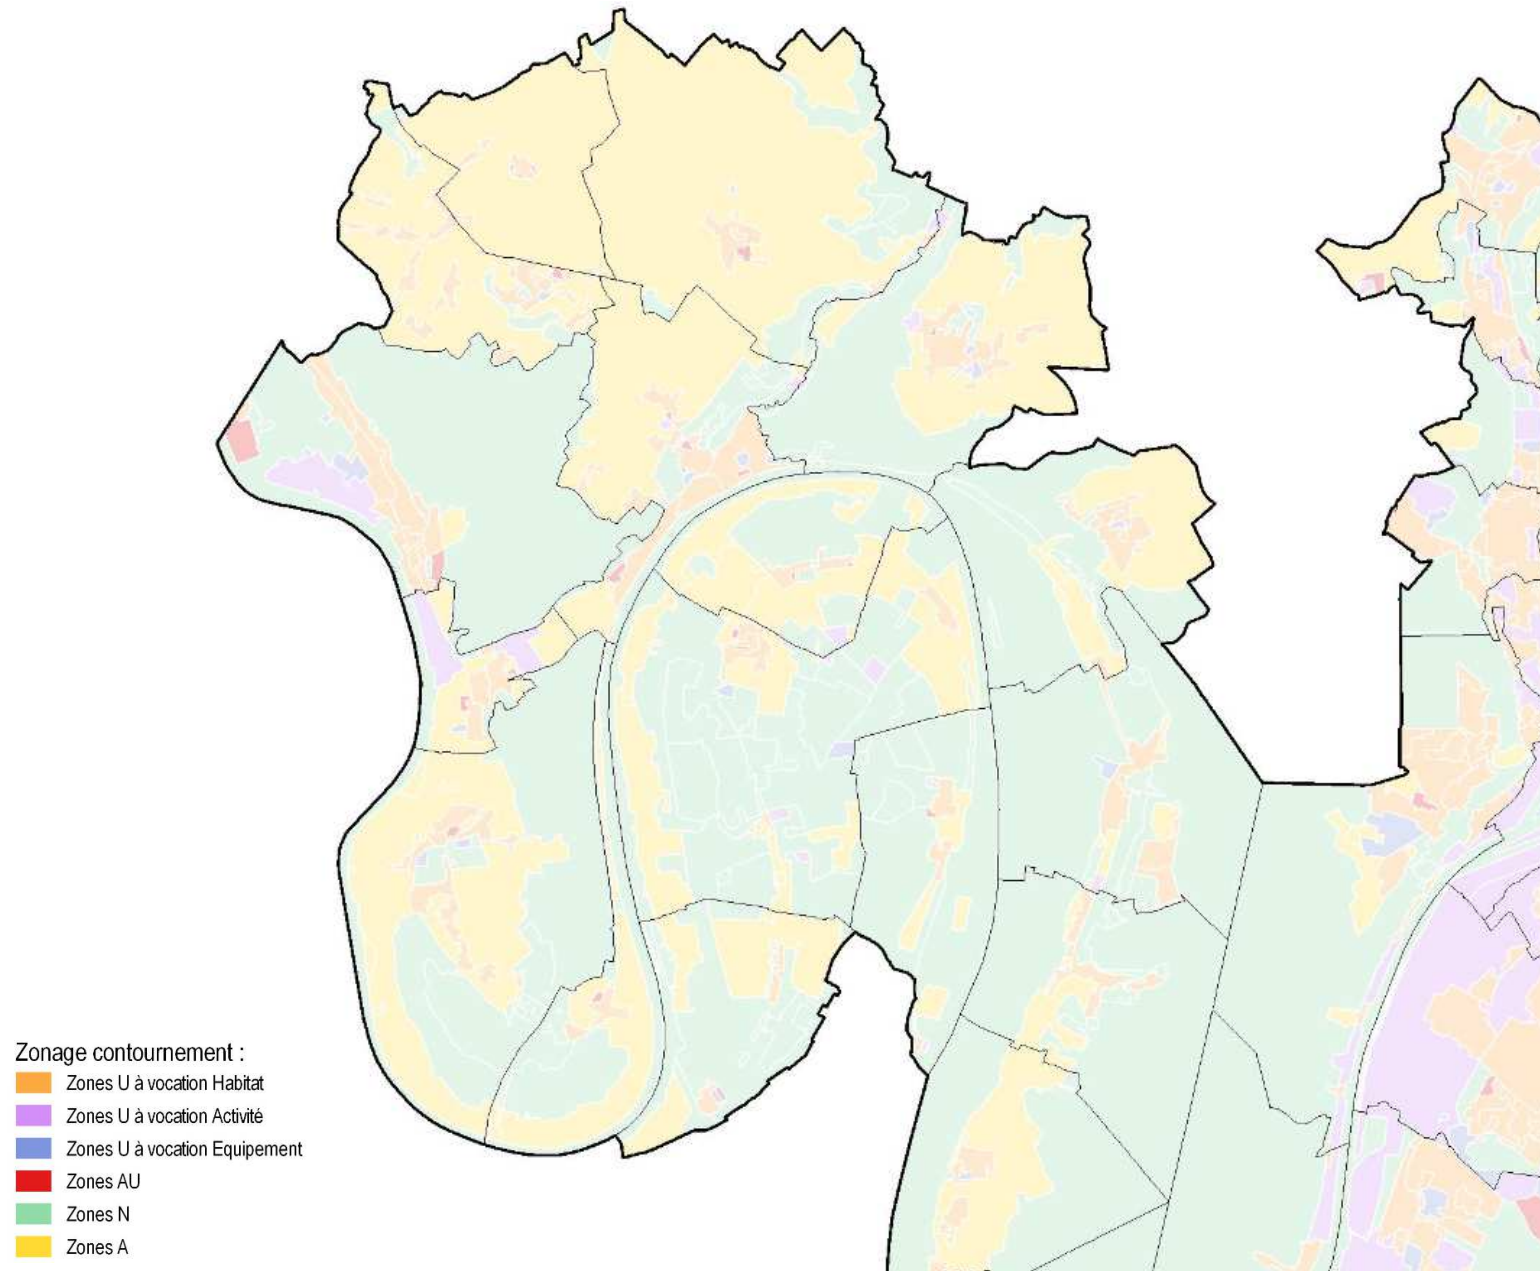 Zonage contournement :
Zones U à vocation Habitat
Zones U à vocation Activité
Zones U à vocation Equipement
Zones AU
Zones N
Zones A